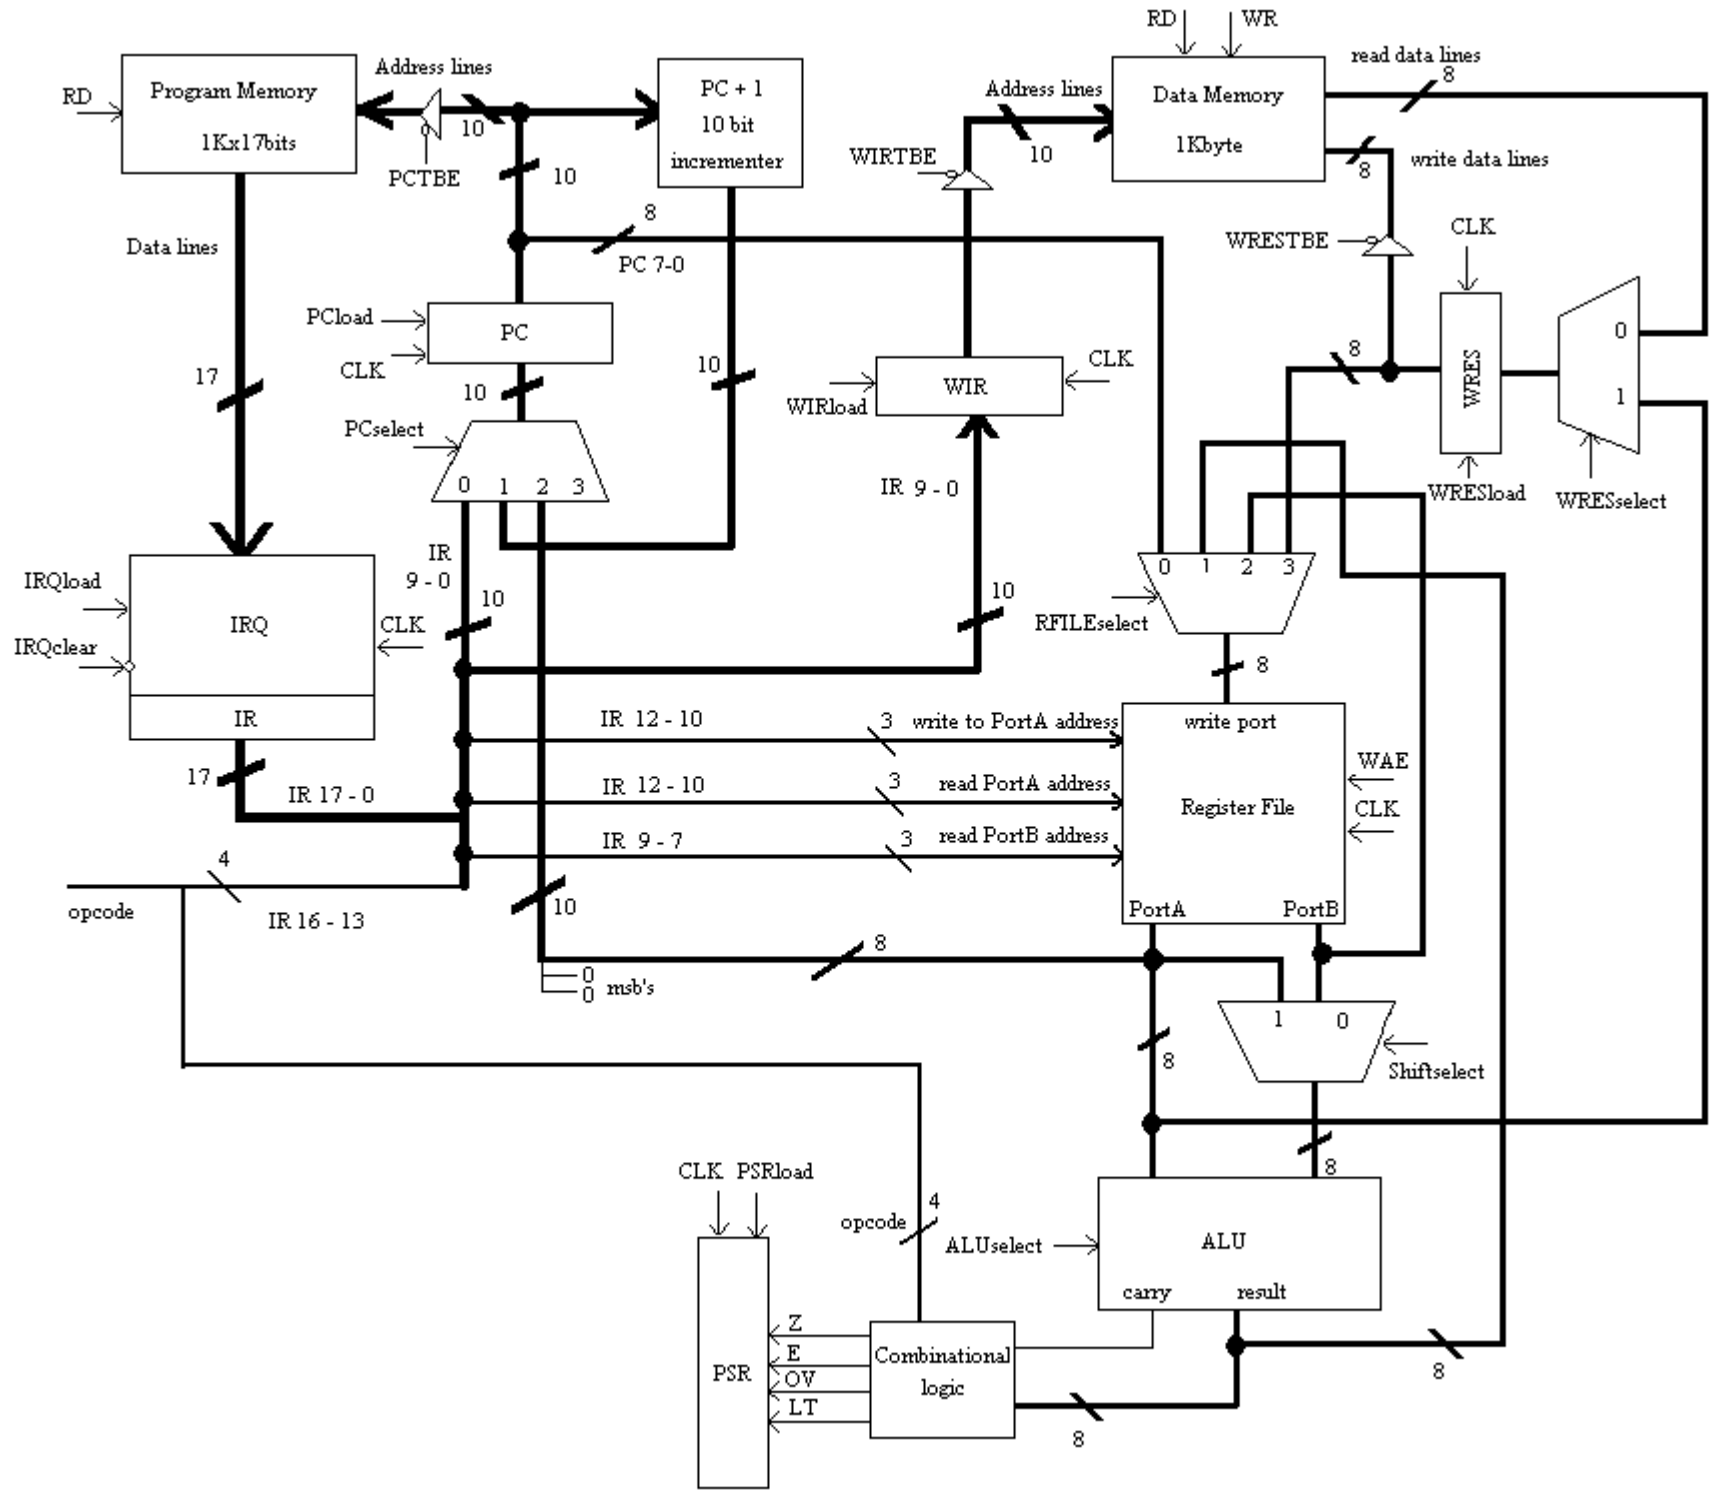 RD
WR
RD
Program Memory
1Kx17bits
Address lines
10
PCTBE
10
PC + 1
10 bit
incrementer
Address lines
10
WIRTBE
Data Memory
1Kbyte
read data lines
8
8
write data lines
WRESTBE
CLK
Data lines
8
PC 7-0
PCload
CLK
PC
10
10
17
PCselect
0 1 2 3
WIRload
WIR
CLK
8
WRES
0
1
WRESload
WRESselect
IR 9 - 0
IR
9 - 0
10
10
IRQload
IRQclear
IRQ
CLK
IR
0 1 2 3
RFILEselect
8
17
IR 17 - 0
IR 12 - 10
3
write to PortA address
IR 12 - 10
3
read PortA address
IR 9 - 7
3
read PortB address
write port
Register File
WAE
CLK
PortA
PortB
opcode
4
IR 16 - 13
10
8
0
0
msb's
1 0
Shiftselect
8
8
CLK
PSRload
opcode
4
ALUselect
ALU
carry
result
Z
E
OV
LT
PSR
Combinational
logic
8
8